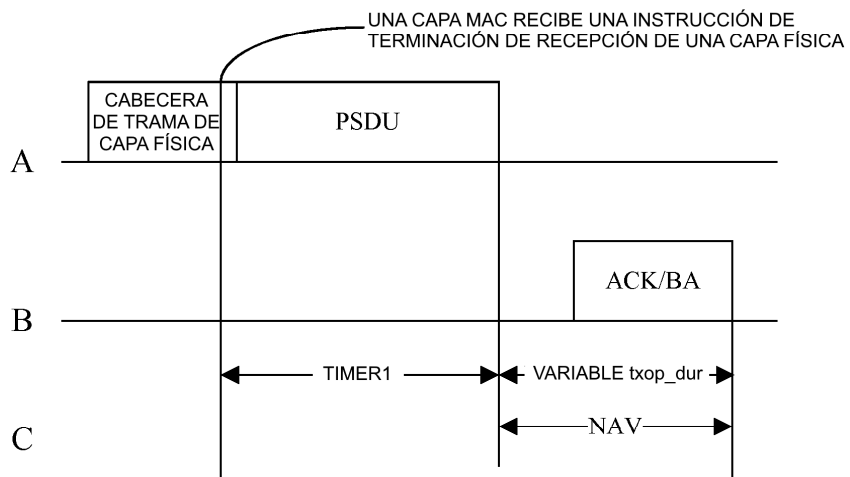 UNA CAPA MAC RECIBE UNA INSTRUCCIÓN DE
TERMINACIÓN DE RECEPCIÓN DE UNA CAPA FÍSICA
CABECERA
DE TRAMA DE
CAPA FÍSICA
PSDU
A
ACK/BA
B
TIMER1
VARIABLE txop_dur
C
NAV